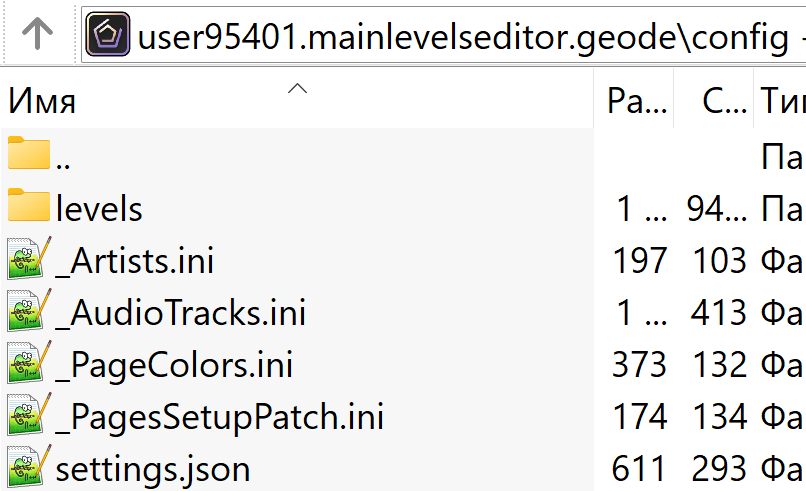 user95401.mainlevelseditor.geode\config -
Имя Ра... С... Тип
.. Па
levels 1 ... 94... Па
_Artists.ini 197 103 Фа
_AudioTracks.ini 1 ... 413 Фа
_PageColors.ini 373 132 Фа
_PagesSetupPatch.ini 174 134 Фа
settings.json 611 293 Фа